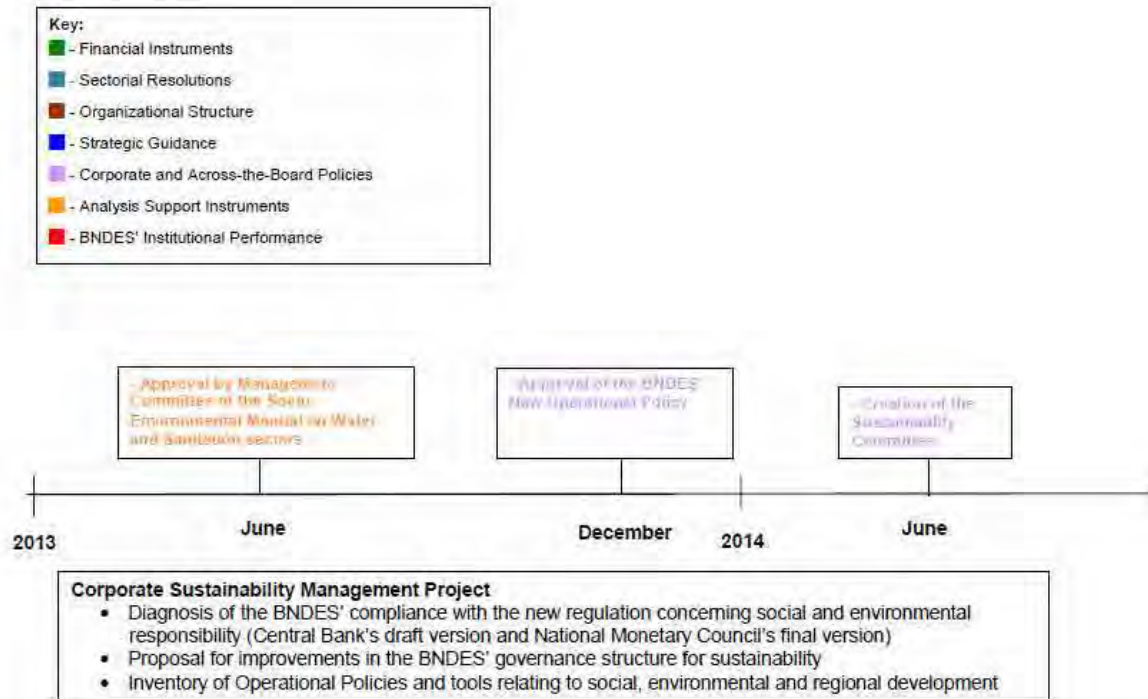 Key:
- Financial Instruments
- Sectorial Resolutions
- Organizational Structure
- Strategic Guidance
- Corporate and Across-the-Board Policies
- Analysis Support Instruments
- BNDES' Institutional Performance
- Approval by Management
Committee of the Socio-
Environmental Manual on Water
and Sanitation sectors
- Approval of the BNDES'
New Operational Policy
- Creation of the
Sustainability
Committee
2013
June
December
2014
June
Corporate Sustainability Management Project
• Diagnosis of the BNDES' compliance with the new regulation concerning social and environmental
responsibility (Central Bank's draft version and National Monetary Council's final version)
• Proposal for improvements in the BNDES' governance structure for sustainability
• Inventory of Operational Policies and tools relating to social, environmental and regional development